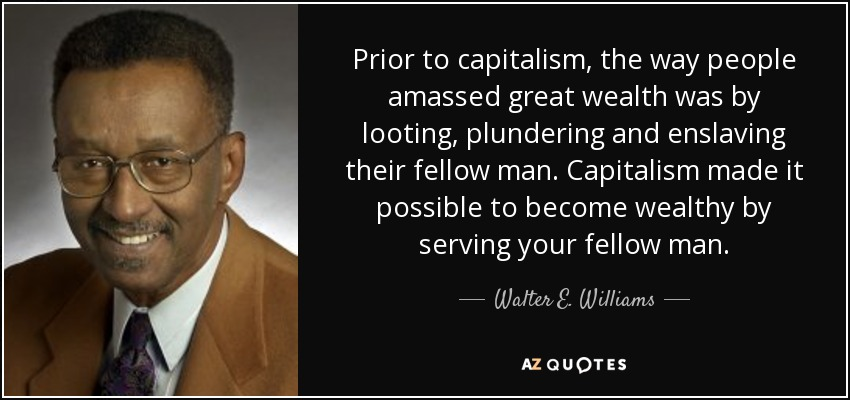 Prior to capitalism, the way people
amassed great wealth was by
looting, plundering and enslaving
their fellow man. Capitalism made it
possible to become wealthy by
serving your fellow man.
Walter E. Williams
AZ QUOTES